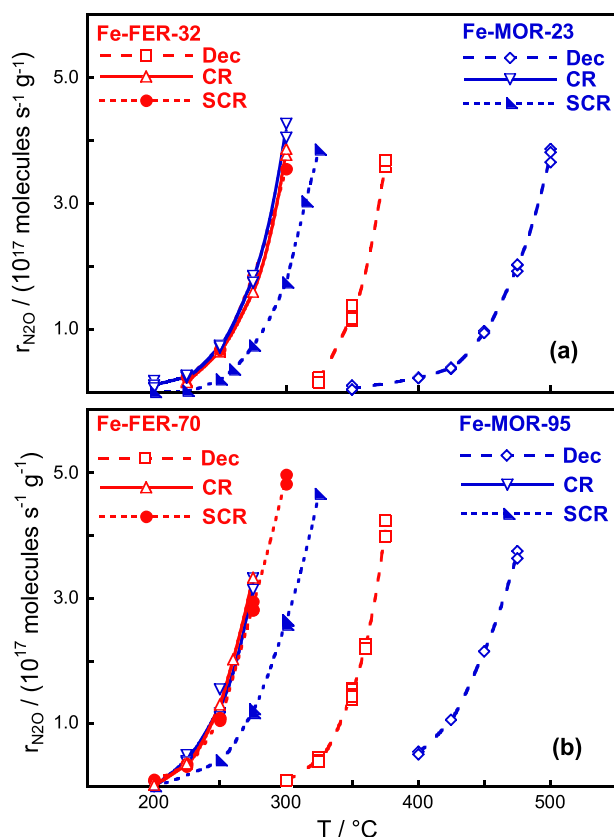 Fe-FER-32 Fe-MOR-23
Dec Dec
CR CR
SCR SCR
5.0
3.0
1.0
r_N2O / (10^17 molecules s^-1 g^-1)
(a)
Fe-FER-70 Fe-MOR-95
Dec Dec
CR CR
SCR SCR
5.0
3.0
1.0
r_N2O / (10^17 molecules s^-1 g^-1)
(b)
200 300 400 500
T / °C